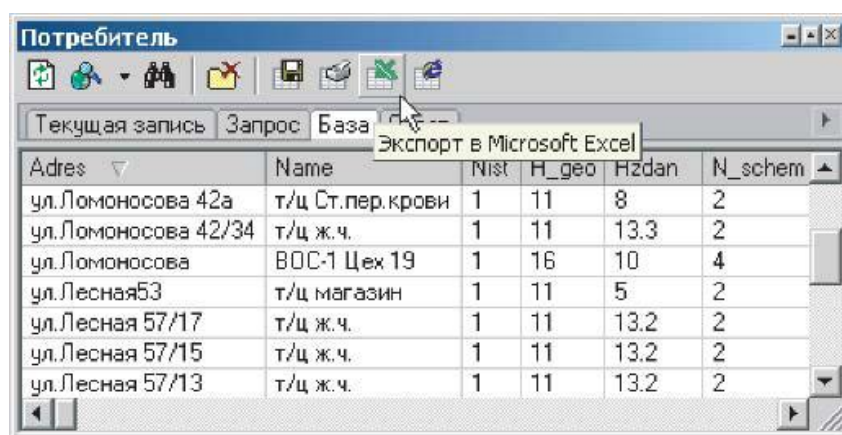 Потребитель
Текущая запись Запрос База
Экспорт в Microsoft Excel
Adres Name Nist H_geo Hzdan N_schem
ул.Ломоносова 42а т/ц Ст.пер.крови 1 11 8 2
ул.Ломоносова 42/34 т/ц ж.ч. 1 11 13.3 2
ул.Ломоносова ВОС-1 Цех 19 1 16 10 4
ул.Лесная53 т/ц магазин 1 11 5 2
ул.Лесная 57/17 т/ц ж.ч. 1 11 13.2 2
ул.Лесная 57/15 т/ц ж.ч. 1 11 13.2 2
ул.Лесная 57/13 т/ц ж.ч. 1 11 13.2 2